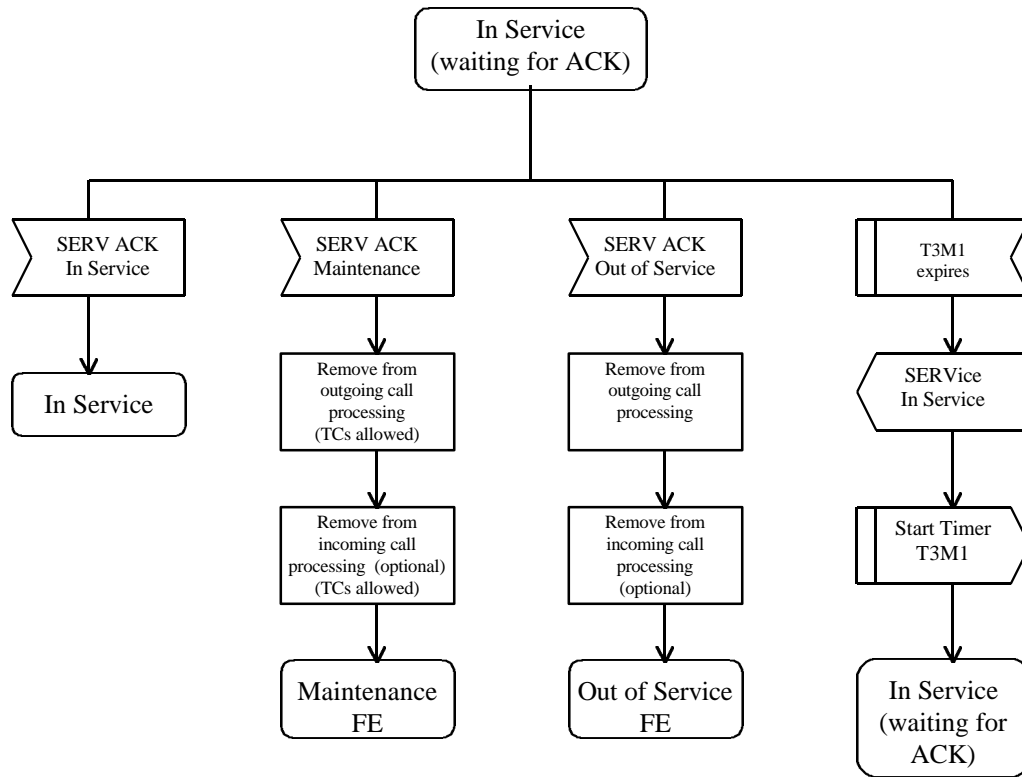 In Service
(waiting for ACK)
SERV ACK
In Service
SERV ACK
Maintenance
SERV ACK
Out of Service
T3M1
expires
In Service
Remove from
outgoing call
processing
(TCs allowed)
Remove from
outgoing call
processing
SERVice
In Service
Remove from
incoming call
processing (optional)
(TCs allowed)
Remove from
incoming call
processing
(optional)
Start Timer
T3M1
Maintenance
FE
Out of Service
FE
In Service
(waiting for
ACK)